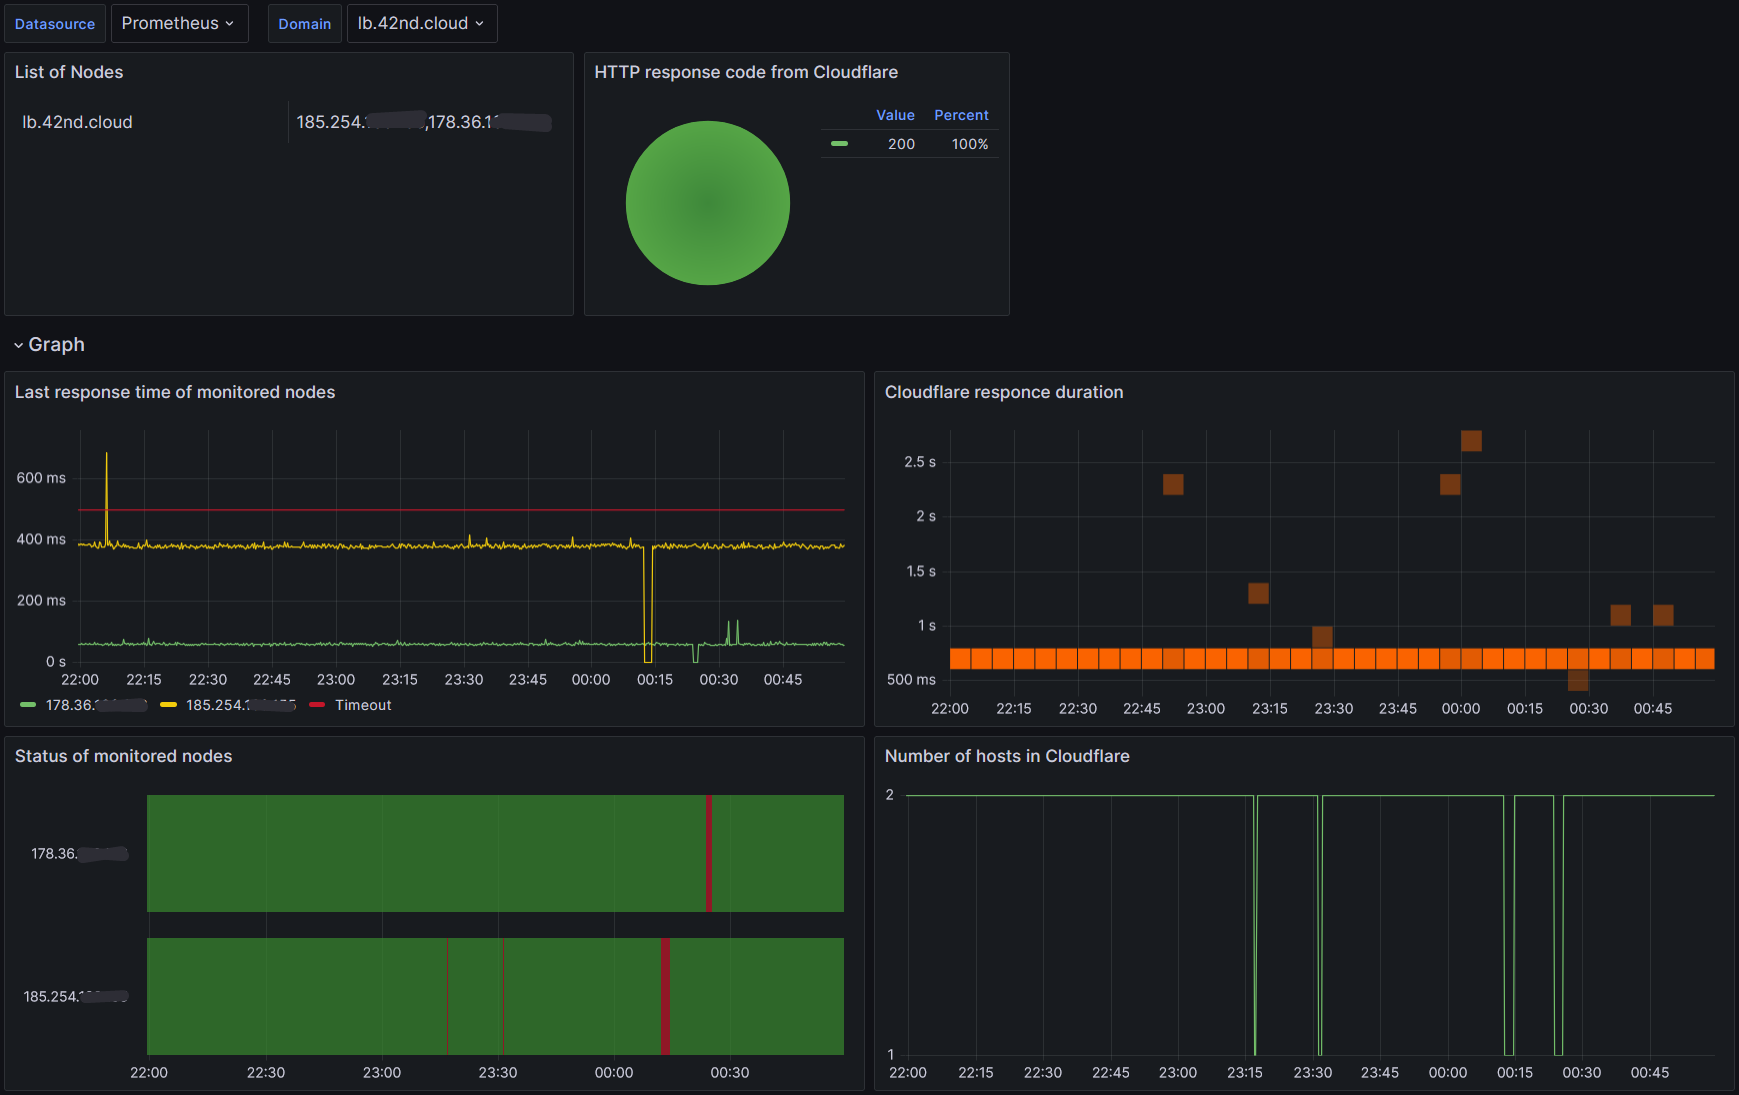 Datasource Prometheus Domain lb.42nd.cloud
List of Nodes
lb.42nd.cloud 185.254. ,178.36.1
HTTP response code from Cloudflare
Value Percent
200 100%
Graph
Last response time of monitored nodes
600 ms
400 ms
200 ms
0 s
22:00 22:15 22:30 22:45 23:00 23:15 23:30 23:45 00:00 00:15 00:30 00:45
178.36. 185.254. Timeout
Cloudflare responce duration
2.5 s
2 s
1.5 s
1 s
500 ms
22:00 22:15 22:30 22:45 23:00 23:15 23:30 23:45 00:00 00:15 00:30 00:45
Status of monitored nodes
178.36.
185.254.
22:00 22:30 23:00 23:30 00:00 00:30
Number of hosts in Cloudflare
2
1
22:00 22:15 22:30 22:45 23:00 23:15 23:30 23:45 00:00 00:15 00:30 00:45